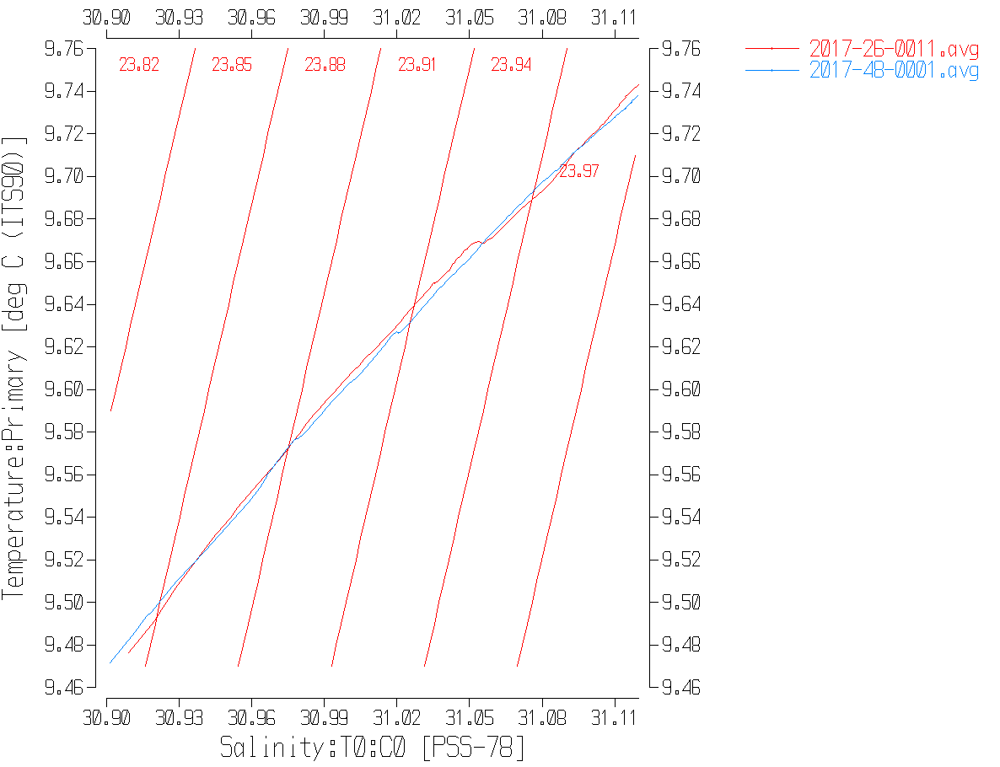 30.90 30.93 30.96 30.99 31.02 31.05 31.08 31.11
2017-26-0011.avg
2017-48-0001.avg
23.82 23.85 23.88 23.91 23.94
23.97
9.76 9.76
9.74 9.74
9.72 9.72
9.70 9.70
9.68 9.68
9.66 9.66
9.64 9.64
9.62 9.62
9.60 9.60
9.58 9.58
9.56 9.56
9.54 9.54
9.52 9.52
9.50 9.50
9.48 9.48
9.46 9.46
Temperature:Primary [deg C (ITS90)]
30.90 30.93 30.96 30.99 31.02 31.05 31.08 31.11
Salinity:T0:C0 [PSS-78]